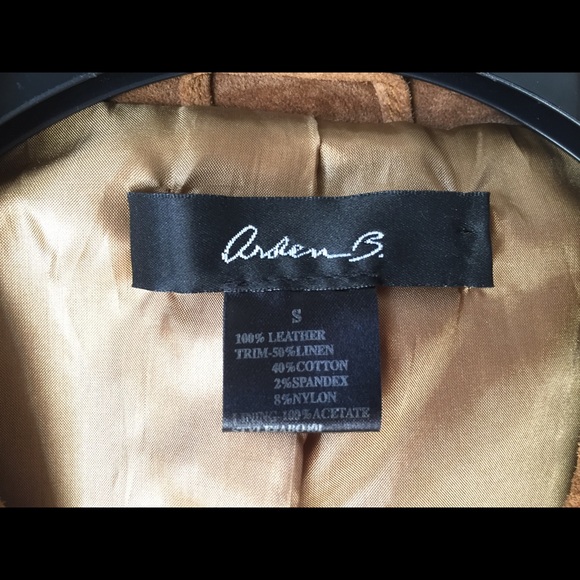 Arden B.
S
100% LEATHER
TRIM-50%LINEN
40%COTTON
2%SPANDEX
8%NYLON
LINING-100%ACETATE